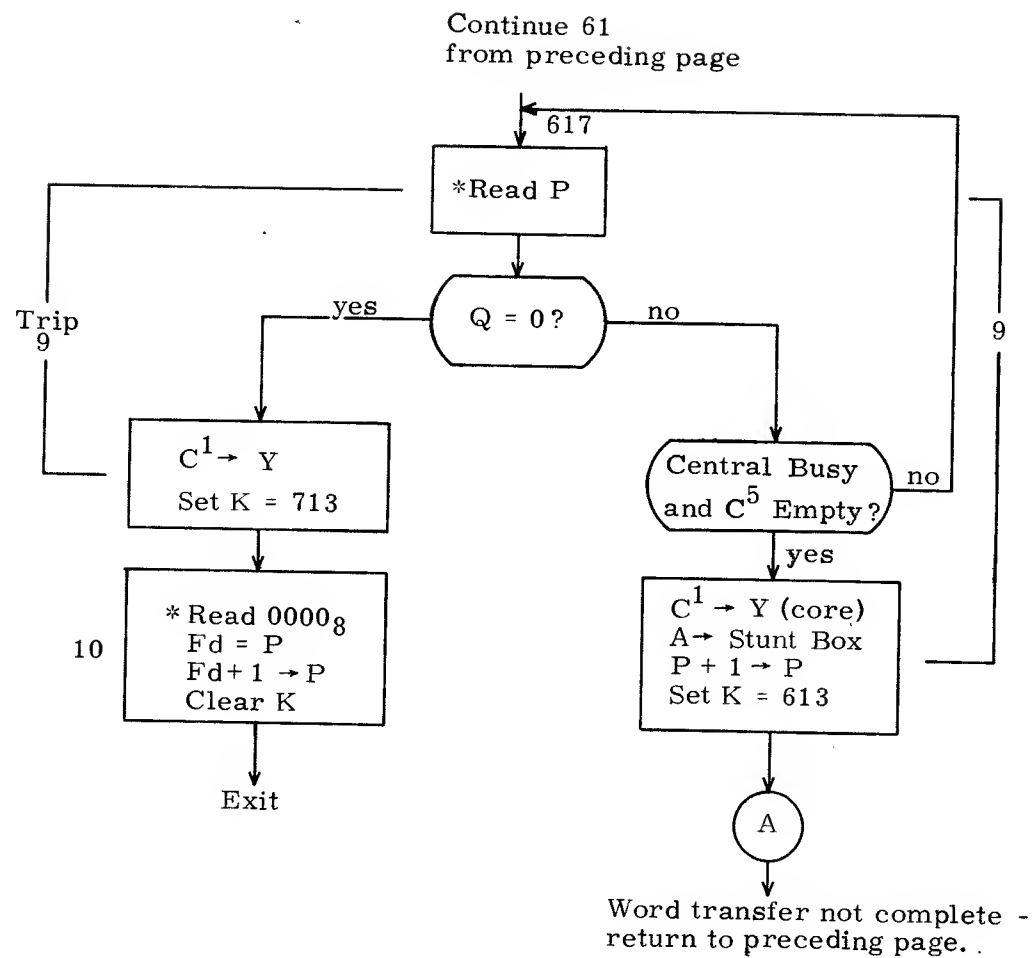 Continue 61
from preceding page
617
*Read P
Trip
9
yes
Q = 0?
no
9
C¹→ Y
Set K = 713
Central Busy
and C⁵ Empty?
no
yes
10
* Read 0000₈
Fd = P
Fd+1 → P
Clear K
C¹ → Y (core)
A→ Stunt Box
P + 1 → P
Set K = 613
Exit
A
Word transfer not complete -
return to preceding page.